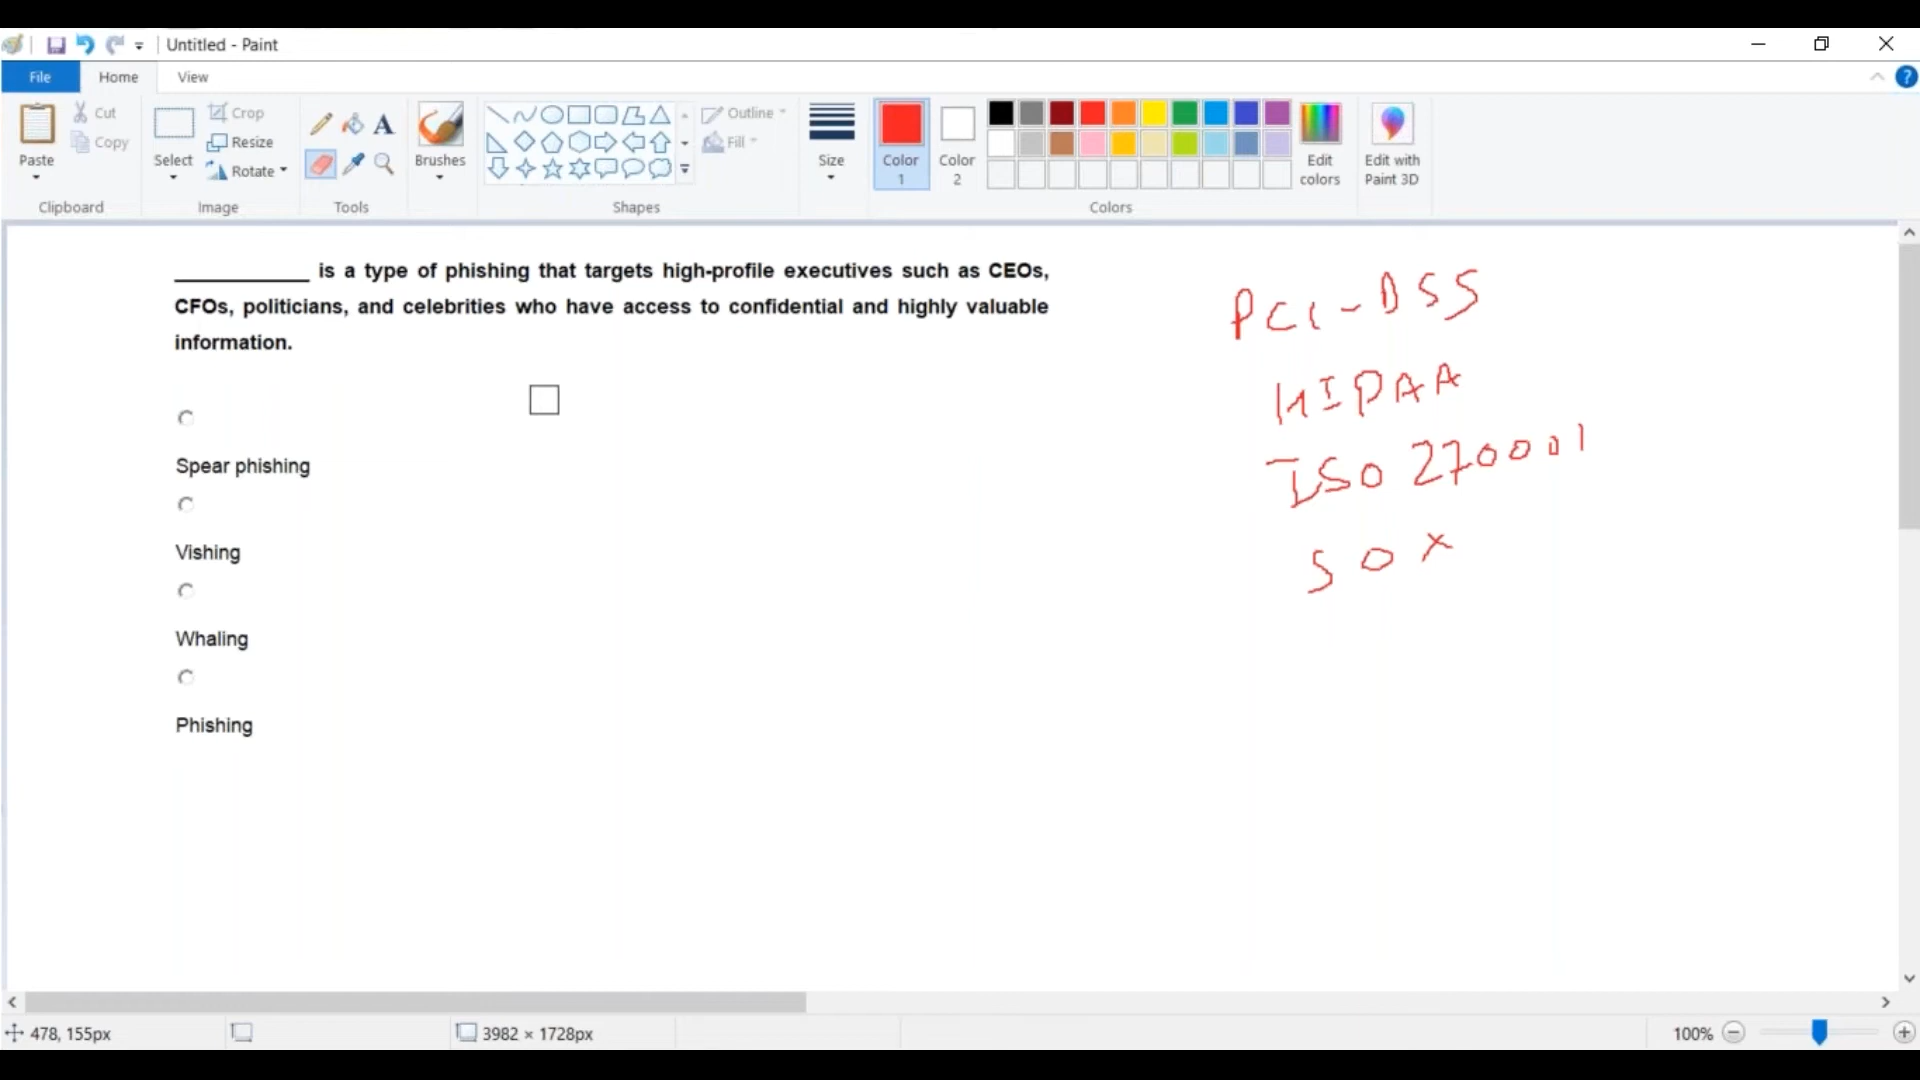 Untitled - Paint
File Home View
Paste
Cut
Copy
Clipboard
Select
Crop
Resize
Rotate
Image
Tools
Brushes
Shapes
Outline
Fill
Size
Color 1
Color 2
Colors
Edit colors
Edit with Paint 3D
__________ is a type of phishing that targets high-profile executives such as CEOs,
CFOs, politicians, and celebrities who have access to confidential and highly valuable
information.
Spear phishing
Vishing
Whaling
Phishing
PCI-DSS
HIPAA
ISO 270001
SOX
478, 155px
3982 × 1728px
100%